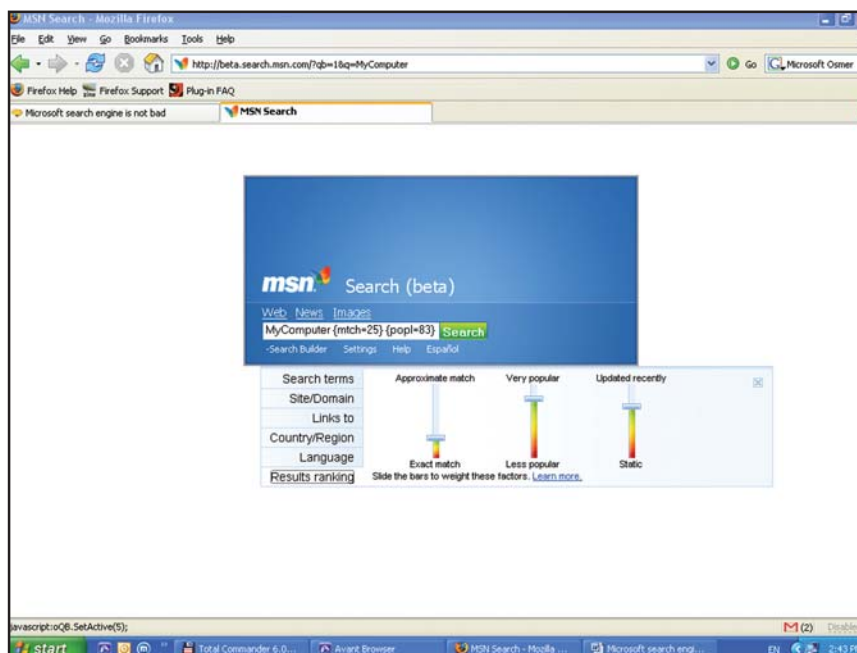 MSN Search - Mozilla Firefox
File Edit View Go Bookmarks Tools Help
http://beta.search.msn.com/?qb=1&q=MyComputer Go Microsoft Osmer
Firefox Help Firefox Support Plug-in FAQ
Microsoft search engine is not bad MSN Search
msn Search (beta)
Web News Images
MyComputer {mtch=25} {popl=83} Search
-Search Builder Settings Help Español
Search terms
Site/Domain
Links to
Country/Region
Language
Results ranking
Approximate match Very popular Updated recently
Exact match Less popular Static
Slide the bars to weight these factors. Learn more.
javascript:oQB.SetActive(5); (2) Disable
start Total Commander 6.0... Avant Browser MSN Search - Mozilla ... Microsoft search engi... EN 2:43 P